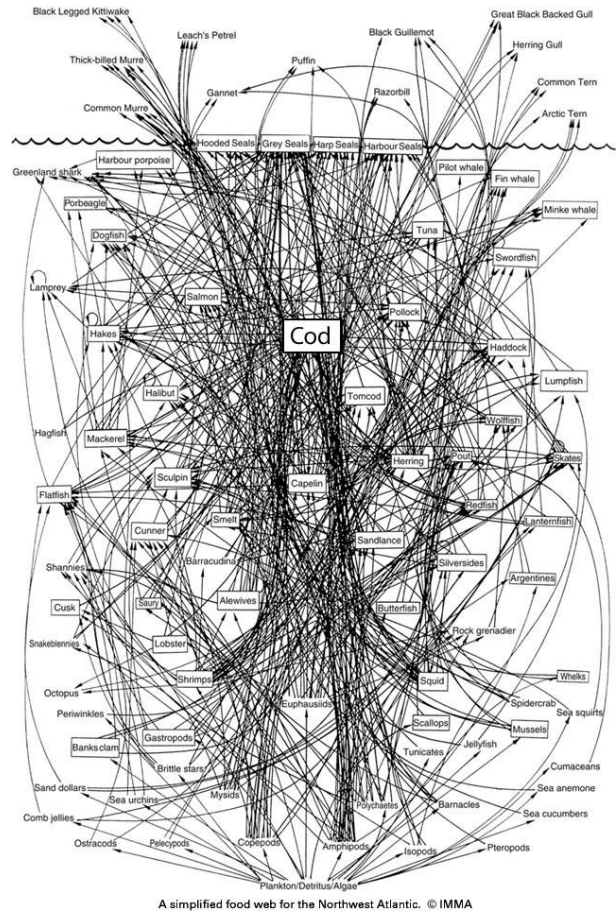 Black Legged Kittiwake
Great Black Backed Gull
Leach's Petrel
Black Guillemot
Herring Gull
Thick-billed Murre
Puffin
Common Tern
Gannet
Razorbill
Common Murre
Arctic Tern
Hooded Seals
Grey Seals
Harp Seals
Harbour Seals
Harbour porpoise
Pilot whale
Greenland shark
Fin whale
Porbeagle
Minke whale
Dogfish
Tuna
Swordfish
Lamprey
Salmon
Pollock
Hakes
Cod
Haddock
Lumpfish
Halibut
Tomcod
Wolffish
Hagfish
Mackerel
Herring
Pout
Skates
Sculpin
Capelin
Flatfish
Redfish
Smelt
Lanternfish
Cunner
Sandlance
Barracudina
Silversides
Shannies
Argentines
Cusk
Saury
Alewives
Butterfish
Rock grenadier
Snakeblennies
Lobster
Shrimps
Squid
Whelks
Octopus
Euphausiids
Spidercrab
Periwinkles
Scallops
Sea squirts
Gastropods
Mussels
Banksclam
Jellyfish
Tunicates
Brittle stars
Cumaceans
Sand dollars
Mysids
Sea anemone
Sea urchins
Polychaetes
Barnacles
Comb jellies
Sea cucumbers
Ostracods
Pelecypods
Copepods
Amphipods
Isopods
Pteropods
Plankton/Detritus/Algae
A simplified food web for the Northwest Atlantic. © IMMA